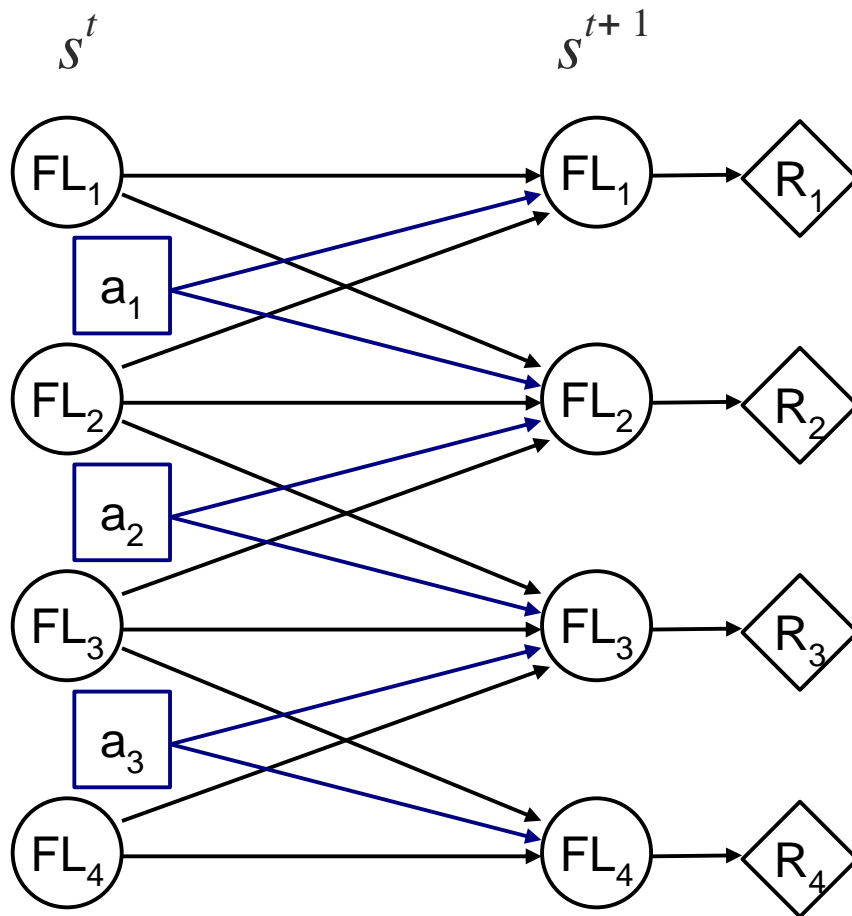 s^t s^{t+1}
FL₁ FL₁ R₁
a₁
FL₂ FL₂ R₂
a₂
FL₃ FL₃ R₃
a₃
FL₄ FL₄ R₄